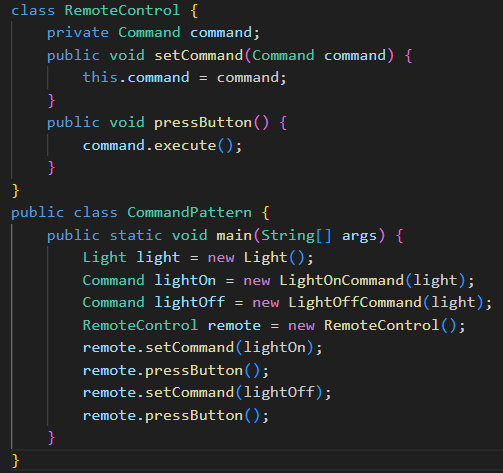 class RemoteControl {
    private Command command;
    public void setCommand(Command command) {
        this.command = command;
    }
    public void pressButton() {
        command.execute();
    }
}
public class CommandPattern {
    public static void main(String[] args) {
        Light light = new Light();
        Command lightOn = new LightOnCommand(light);
        Command lightOff = new LightOffCommand(light);
        RemoteControl remote = new RemoteControl();
        remote.setCommand(lightOn);
        remote.pressButton();
        remote.setCommand(lightOff);
        remote.pressButton();
    }
}